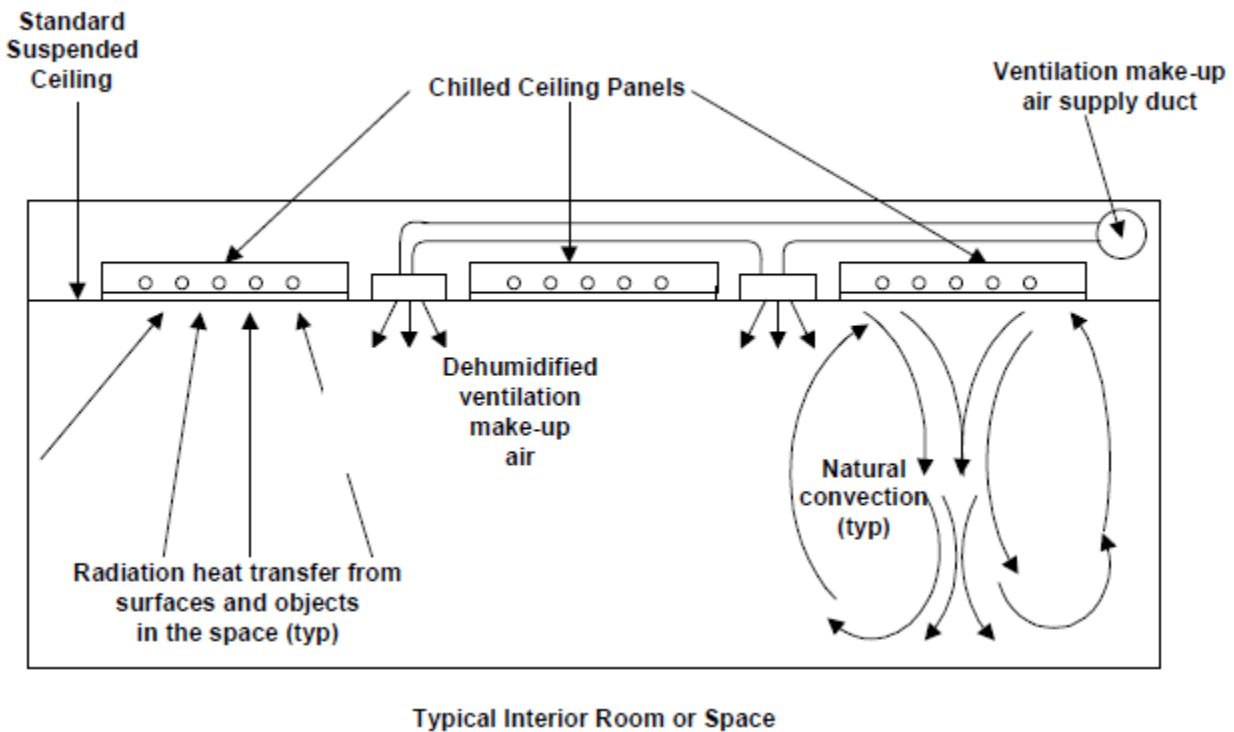 Standard
Suspended
Ceiling
Chilled Ceiling Panels
Ventilation make-up
air supply duct
Dehumidified
ventilation
make-up
air
Natural
convection
(typ)
Radiation heat transfer from
surfaces and objects
in the space (typ)
Typical Interior Room or Space